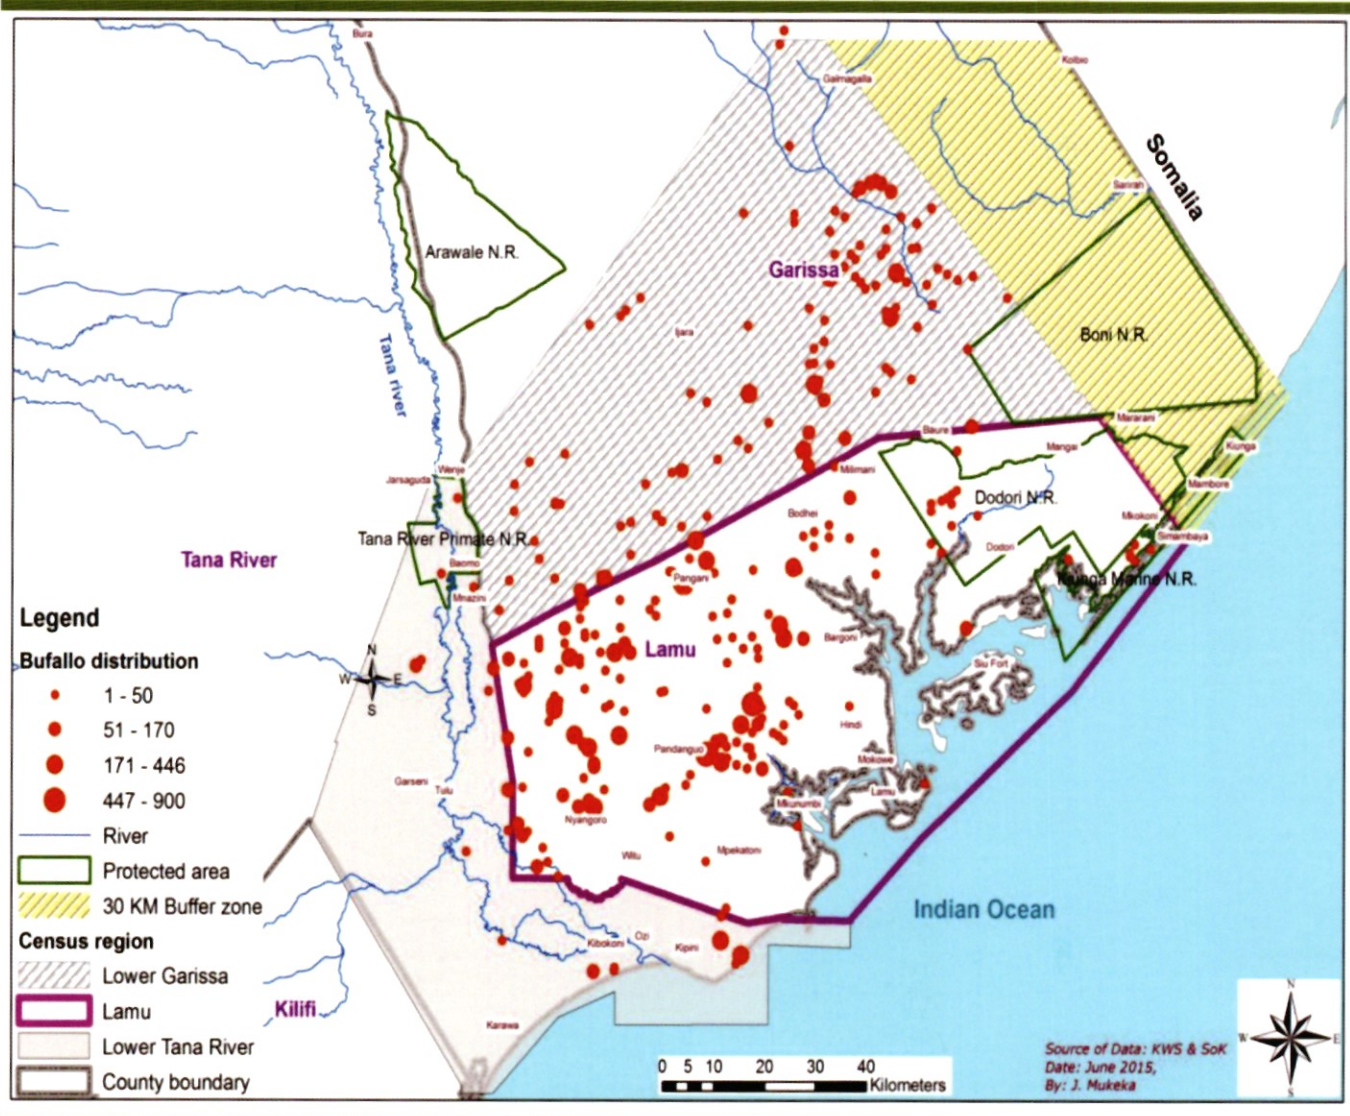 Bura
Kolbio
Galmagalla
Somalia
Sarirah
Arawale N.R.
Garissa
Ijara
Boni N.R.
Tana river
Mararani
Baure
Mangai
Kiunga
Wenje
Jarsaguda
Milimani
Mambore
Dodori N.R.
Bodhei
Mkokoni
Simambaya
Tana River Primate N.R.
Dodori
Tana River
Baomo
Pangani
Kiunga Marine N.R.
Mnazini
Lamu
Bargoni
Siu Fort
N
W
E
S
Hindi
Pandanguo
Mokowe
Garseni
Tulu
Lamu
Mkunumbi
Nyangoro
Mpekatoni
Witu
Indian Ocean
Ozi
Kibokoni
Kipini
Kilifi
Karawa
Legend
Bufallo distribution
1 - 50
51 - 170
171 - 446
447 - 900
River
Protected area
30 KM Buffer zone
Census region
Lower Garissa
Lamu
Lower Tana River
County boundary
0 5 10 20 30 40
Kilometers
Source of Data: KWS & SoK
Date: June 2015,
By: J. Mukeka
N
W
E
S